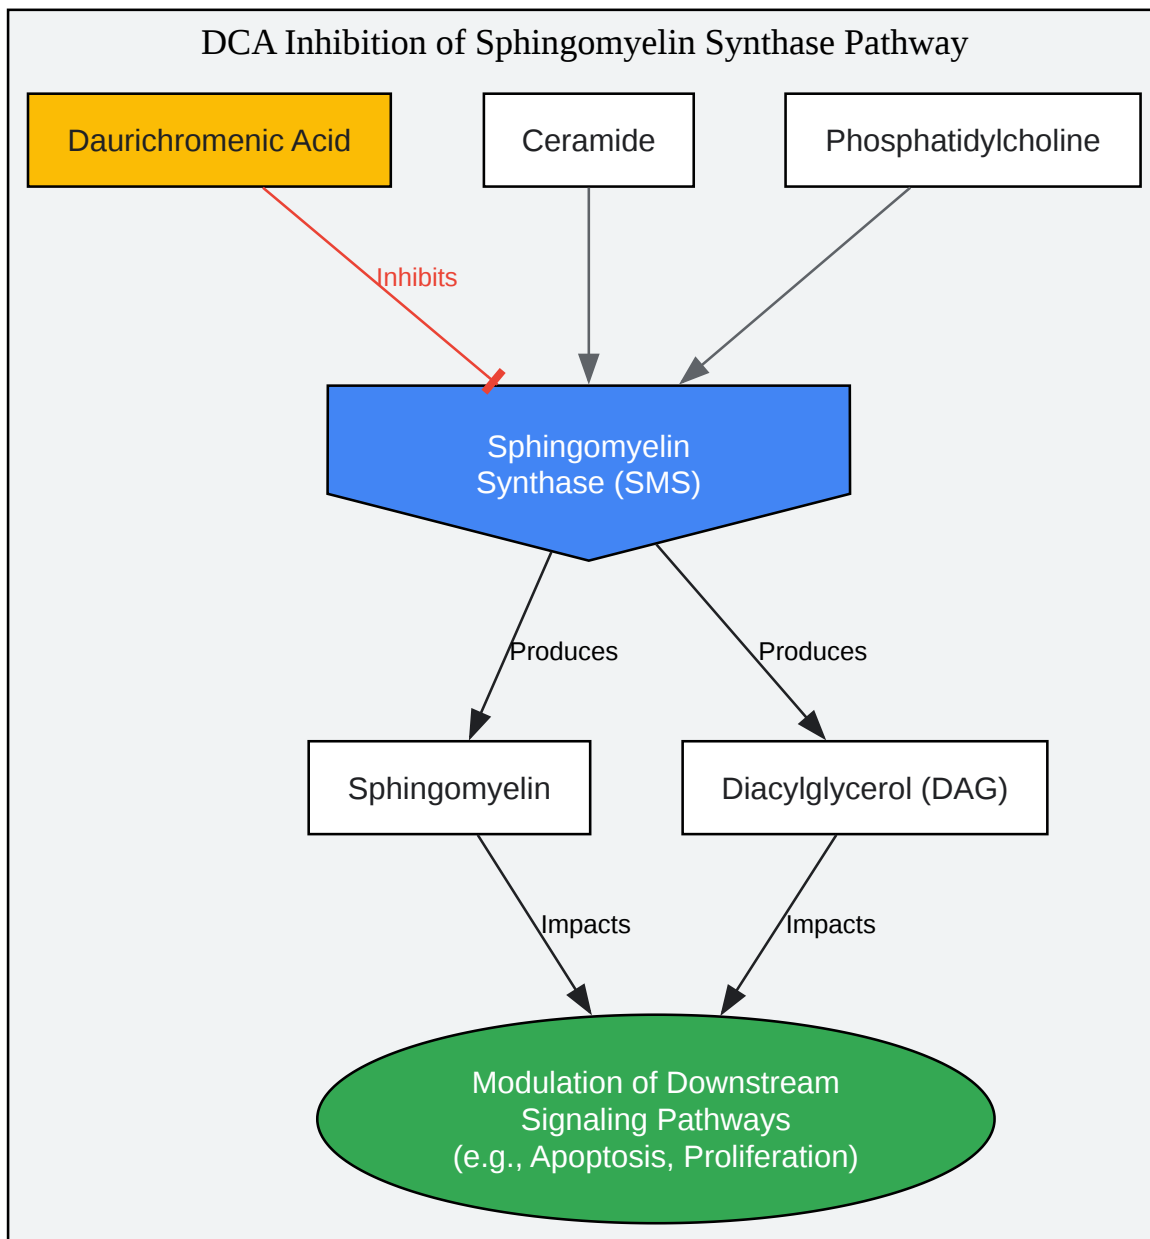 DCA Inhibition of Sphingomyelin Synthase Pathway
Daurichromenic Acid
Ceramide
Phosphatidylcholine
Inhibits
Sphingomyelin
Synthase (SMS)
Produces
Produces
Sphingomyelin
Diacylglycerol (DAG)
Impacts
Impacts
Modulation of Downstream
Signaling Pathways
(e.g., Apoptosis, Proliferation)